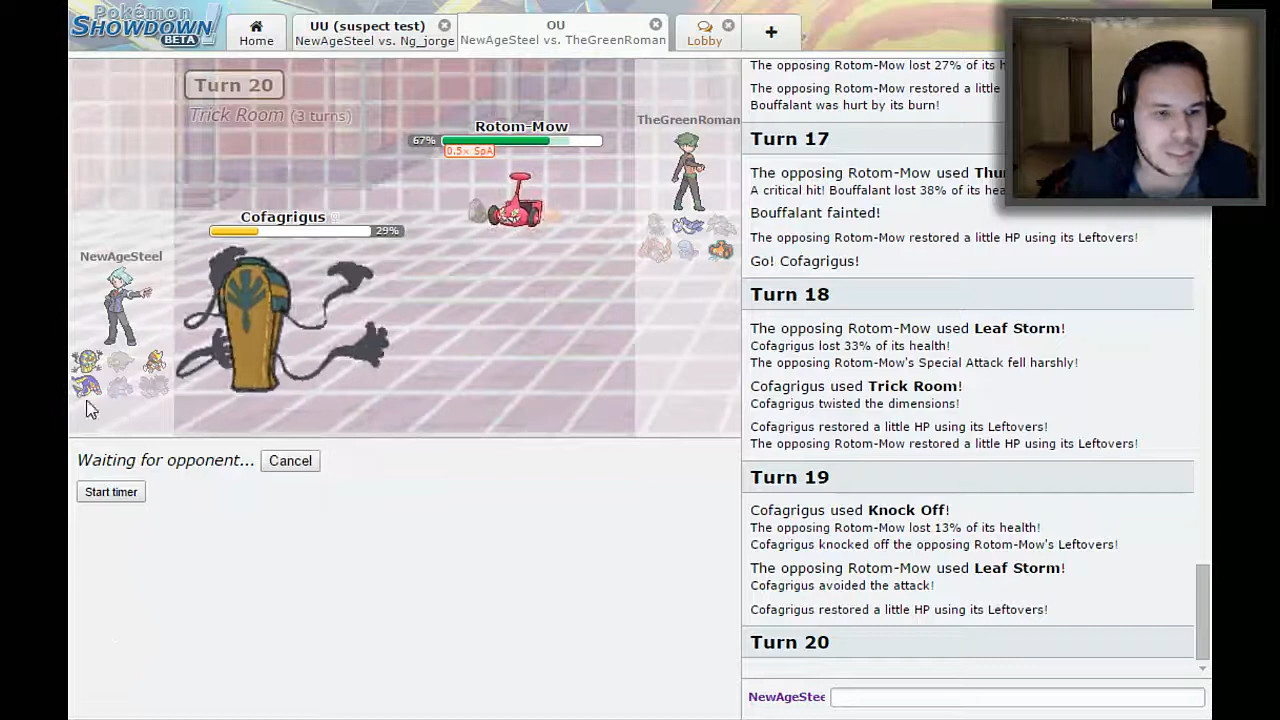 Pokémon
SHOWDOWN!
BETA
Home
UU (suspect test)
NewAgeSteel vs. Ng_jorge
OU
NewAgeSteel vs. TheGreenRoman
Lobby
+
Turn 20
Trick Room (3 turns)
Rotom-Mow
67%
0.5× SpA
TheGreenRoman
Cofagrigus
29%
NewAgeSteel
Waiting for opponent...
Cancel
Start timer
The opposing Rotom-Mow lost 27% of its h
The opposing Rotom-Mow restored a little
Bouffalant was hurt by its burn!
Turn 17
The opposing Rotom-Mow used Thu
A critical hit! Bouffalant lost 38% of its hea
Bouffalant fainted!
The opposing Rotom-Mow restored a little HP using its Leftovers!
Go! Cofagrigus!
Turn 18
The opposing Rotom-Mow used Leaf Storm!
Cofagrigus lost 33% of its health!
The opposing Rotom-Mow's Special Attack fell harshly!
Cofagrigus used Trick Room!
Cofagrigus twisted the dimensions!
Cofagrigus restored a little HP using its Leftovers!
The opposing Rotom-Mow restored a little HP using its Leftovers!
Turn 19
Cofagrigus used Knock Off!
The opposing Rotom-Mow lost 13% of its health!
Cofagrigus knocked off the opposing Rotom-Mow's Leftovers!
The opposing Rotom-Mow used Leaf Storm!
Cofagrigus avoided the attack!
Cofagrigus restored a little HP using its Leftovers!
Turn 20
NewAgeStee